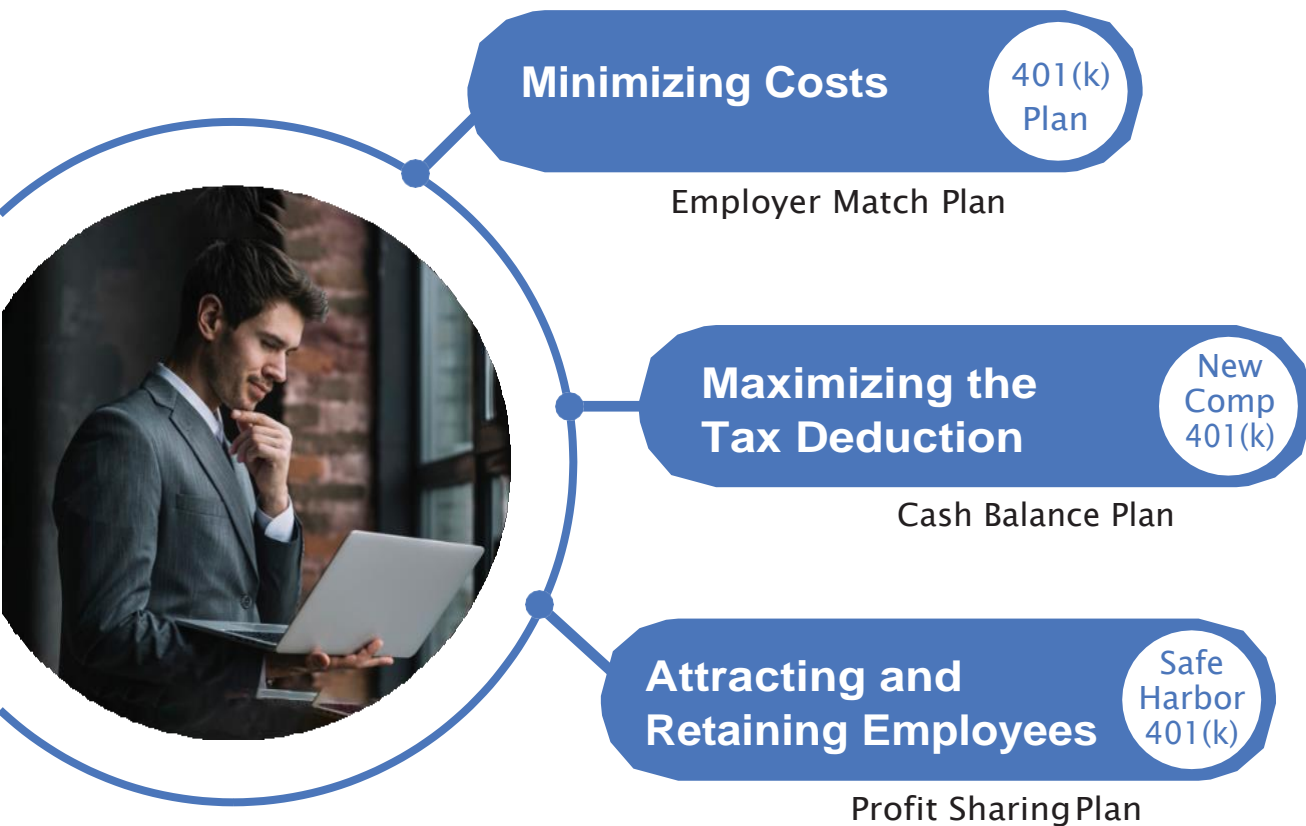 Minimizing Costs
401(k)
Plan
Employer Match Plan
Maximizing the
Tax Deduction
New
Comp
401(k)
Cash Balance Plan
Attracting and
Retaining Employees
Safe
Harbor
401(k)
Profit Sharing Plan